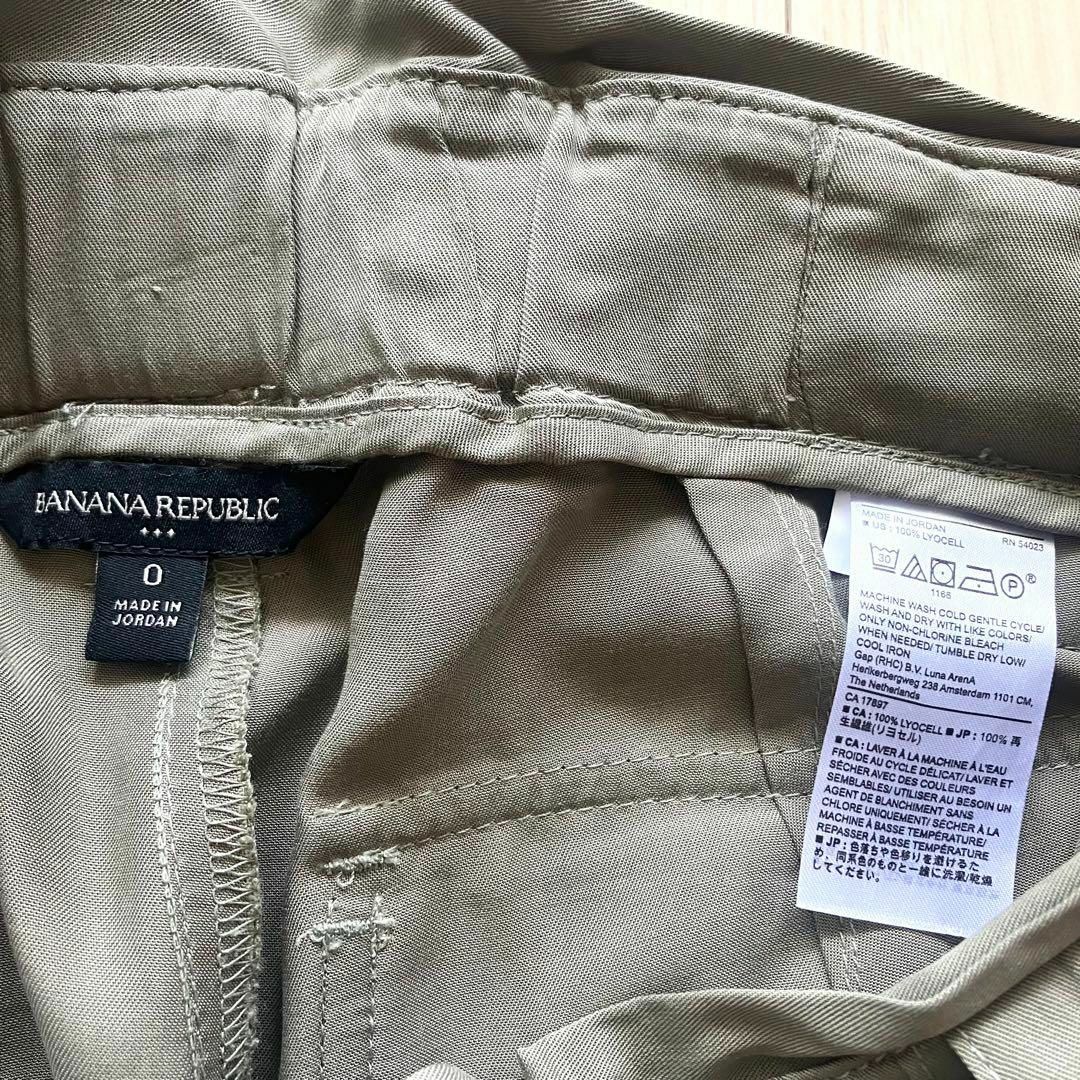 BANANA REPUBLIC
0
MADE IN
JORDAN
MADE IN JORDAN RN 54023
■ US : 100% LYOCELL
30
P®
1166
MACHINE WASH COLD GENTLE CYCLE/
WASH AND DRY WITH LIKE COLORS/
ONLY NON-CHLORINE BLEACH
WHEN NEEDED/ TUMBLE DRY LOW/
COOL IRON
Gap (RHC) B.V. Luna ArenA
Herikerbergweg 238 Amsterdam 1101 CM,
The Netherlands
CA 17897
■ CA : 100% LYOCELL ■ JP : 100% 再
生繊維(リヨセル)
■ CA : LAVER À LA MACHINE À L'EAU
FROIDE AU CYCLE DÉLICAT/ LAVER ET
SÉCHER AVEC DES COULEURS
SEMBLABLES/ UTILISER AU BESOIN UN
AGENT DE BLANCHIMENT SANS
CHLORE UNIQUEMENT/ SÉCHER À LA
MACHINE À BASSE TEMPÉRATURE/
REPASSER À BASSE TEMPÉRATURE
■ JP : 色落ちや色移りを避けるた
め、同系色のものと一緒に洗濯/乾燥
してください。